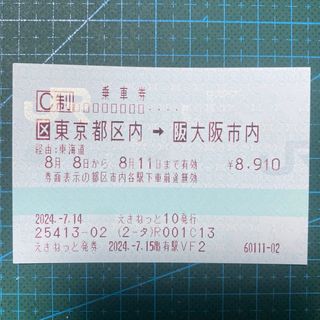 C制 乗車券
区 東京都区内 → 阪 大阪市内
経由:東海道
8月 8日から 8月11日まで有効 ¥8,910
券面表示の都区市内各駅下車前途無効
2024.-7.14 えきねっと10発行
25413-02 (2-タ)R001C13
えきねっと発券 2024.-7.15 有駅VF2 60111-02